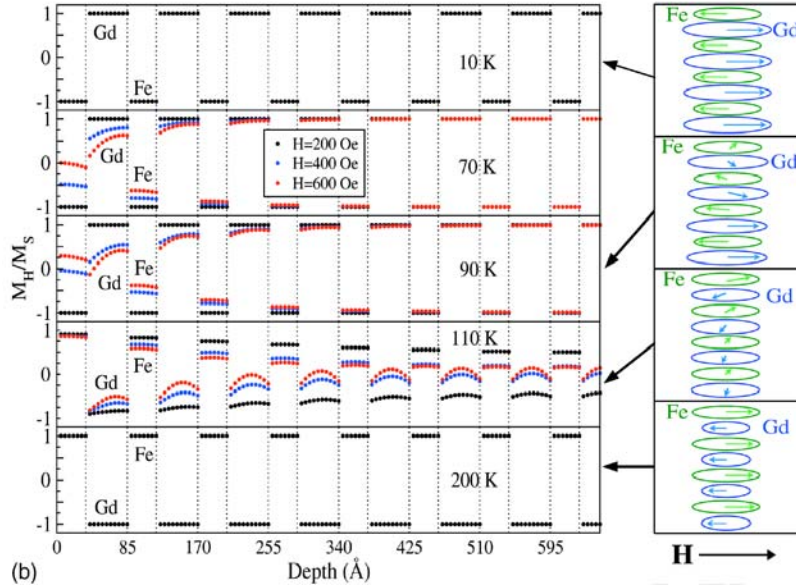 1
Gd
0
Fe
10 K
-1
1
H=200 Oe
H=400 Oe
H=600 Oe
0
Gd
70 K
Fe
-1
1
0
Gd
Fe
90 K
-1
1
110 K
0
Fe
Gd
-1
1
Fe
0
200 K
Gd
-1
M_H/M_S
0 85 170 255 340 425 510 595
Depth (Å)
(b)
Fe
Gd
Fe
Gd
Fe
Gd
Fe
Gd
H